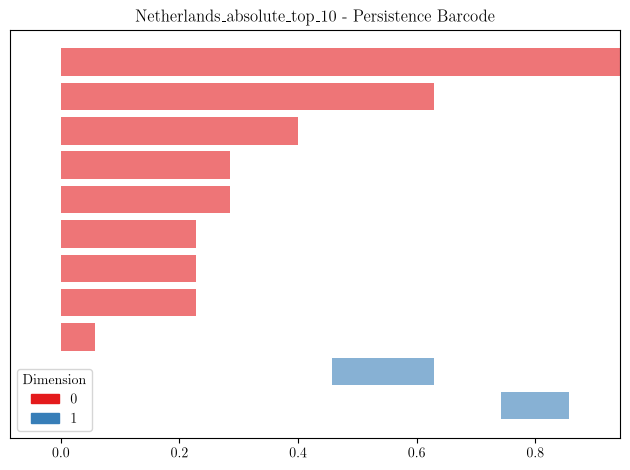 Netherlands_absolute_top_10 - Persistence Barcode
Dimension
0
1
0.0 0.2 0.4 0.6 0.8